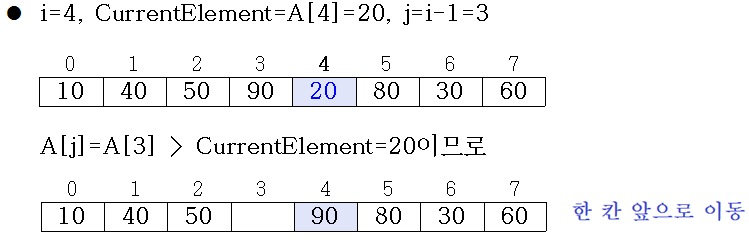 ● i=4, CurrentElement=A[4]=20, j=i-1=3
0 1 2 3 4 5 6 7
10 40 50 90 20 80 30 60
A[j]=A[3] > CurrentElement=20이므로
0 1 2 3 4 5 6 7
10 40 50 90 80 30 60 한 칸 앞으로 이동